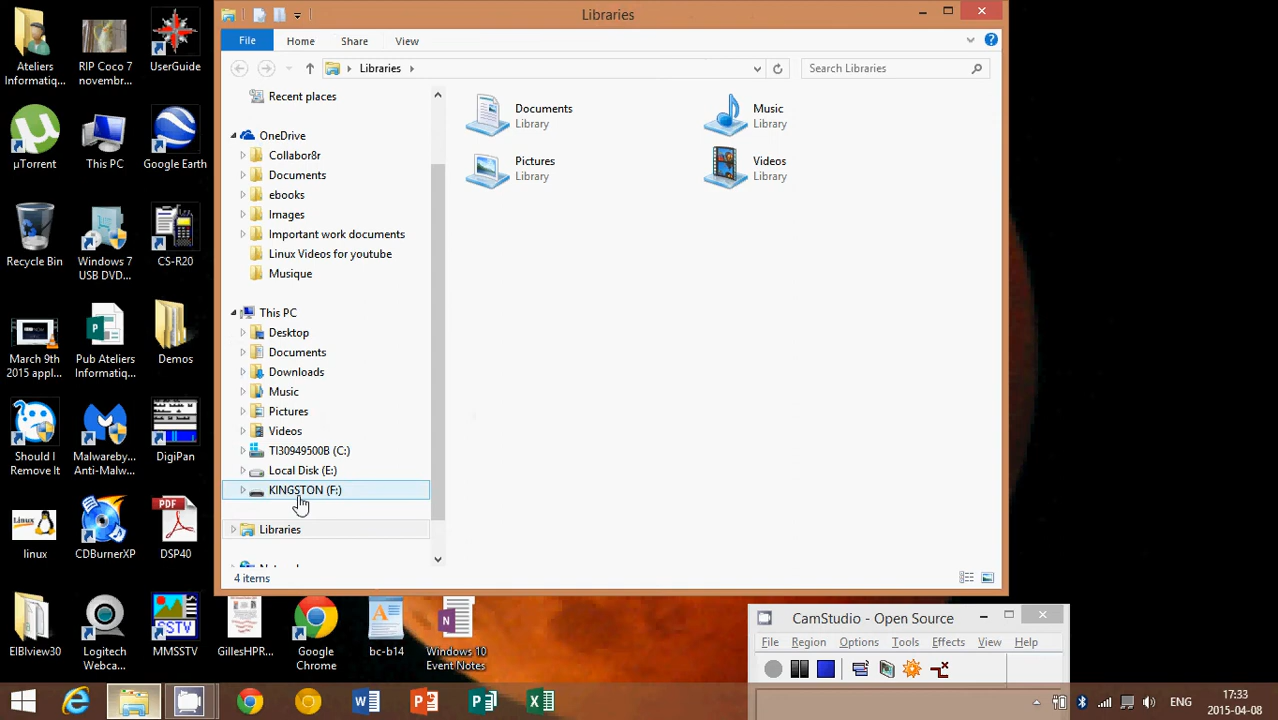 Ateliers
Informatiq...
RIP Coco 7
novembr...
UserGuide
µTorrent
This PC
Google Earth
Recycle Bin
Windows 7
USB DVD...
CS-R20
March 9th
2015 appl...
Pub Ateliers
Informatiq...
Demos
Should I
Remove It
Malwareby...
Anti-Malw...
DigiPan
linux
CDBurnerXP
PDF
DSP40
ElBIview30
Logitech
Webca...
SSTV
MMSSTV
GillesHPR...
Google
Chrome
bc-b14
Windows 10
Event Notes
Libraries
File
Home
Share
View
Libraries
Search Libraries
Recent places
OneDrive
Collabor8r
Documents
ebooks
Images
Important work documents
Linux Videos for youtube
Musique
This PC
Desktop
Documents
Downloads
Music
Pictures
Videos
TI30949500B (C:)
Local Disk (E:)
KINGSTON (F:)
Libraries
Documents
Library
Music
Library
Pictures
Library
Videos
Library
4 items
CamStudio - Open Source
File
Region
Options
Tools
Effects
View
Help
ENG
17:33
2015-04-08